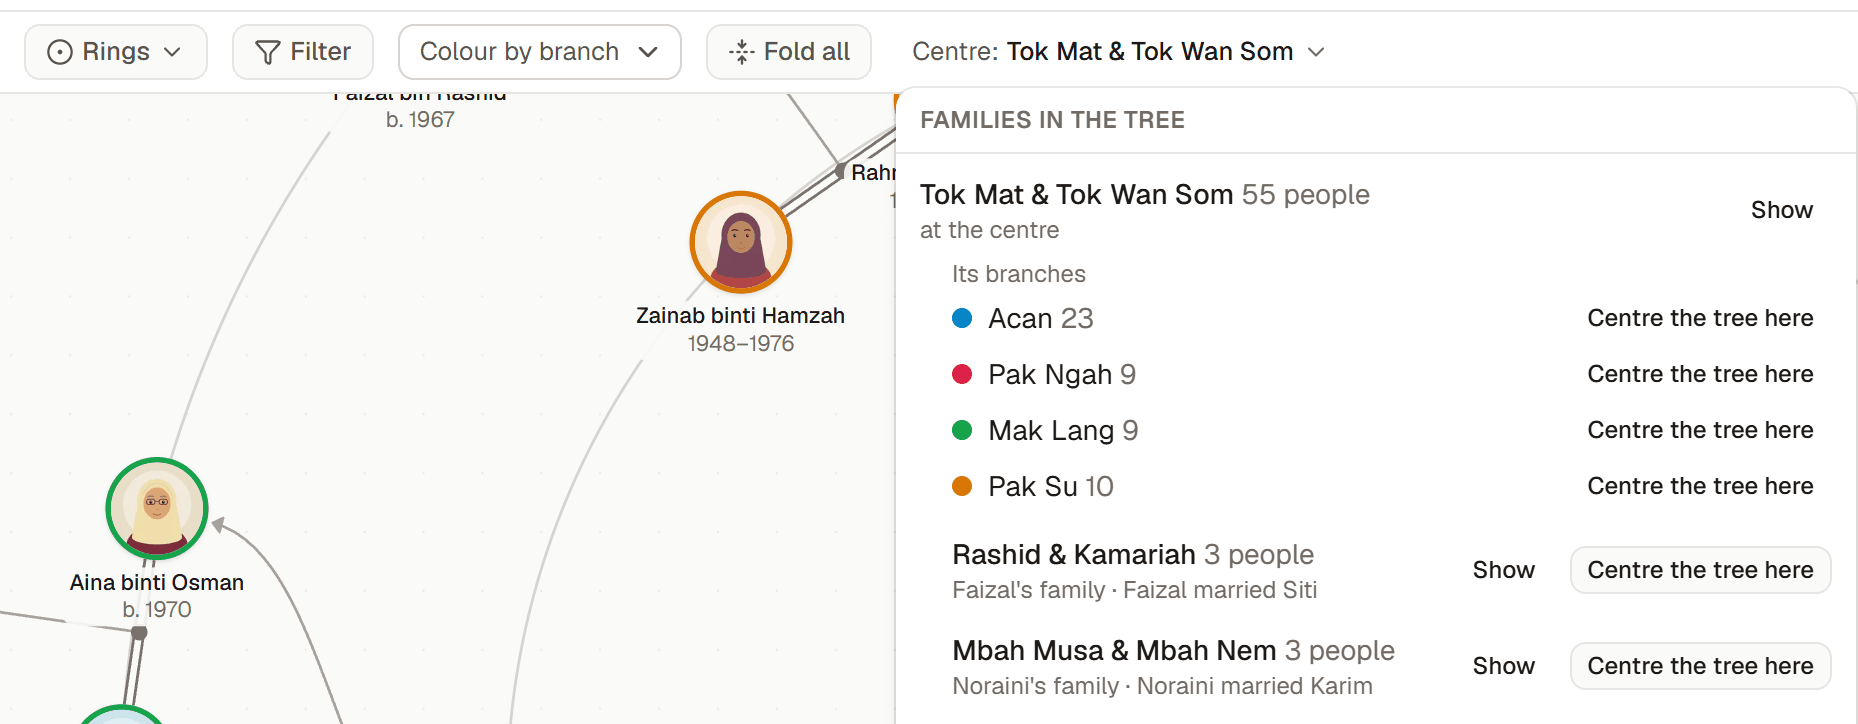 Rings
Filter
Colour by branch
Fold all
Centre: Tok Mat & Tok Wan Som
Faizal bin Rashid
b. 1967
Zainab binti Hamzah
1948–1976
Aina binti Osman
b. 1970
FAMILIES IN THE TREE
Tok Mat & Tok Wan Som 55 people
at the centre
Show
Its branches
Acan 23
Centre the tree here
Pak Ngah 9
Centre the tree here
Mak Lang 9
Centre the tree here
Pak Su 10
Centre the tree here
Rashid & Kamariah 3 people
Faizal's family · Faizal married Siti
Show
Centre the tree here
Mbah Musa & Mbah Nem 3 people
Noraini's family · Noraini married Karim
Show
Centre the tree here